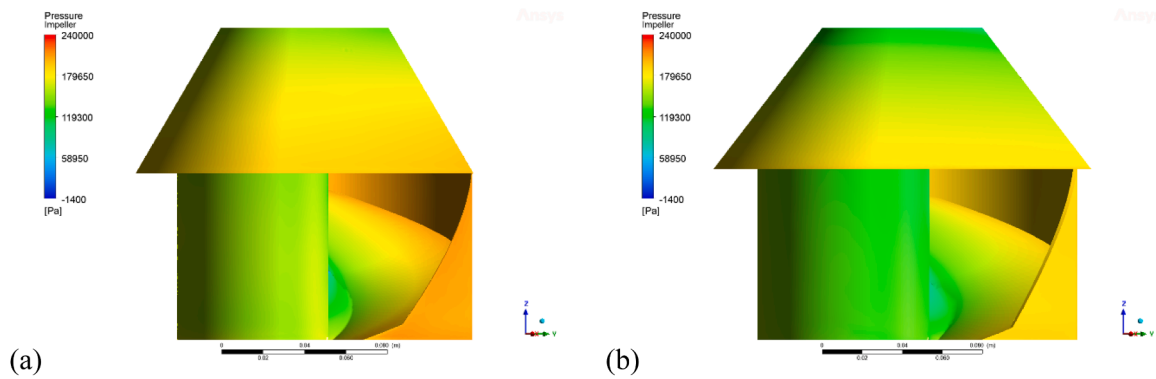 Pressure
Impeller
240000
179650
119300
58950
-1400
[Pa]
Ansys
Z
X Y
0 0.04 0.080 (m)
0.02 0.060
(a)
Pressure
Impeller
240000
179650
119300
58950
-1400
[Pa]
Ansys
Z
X Y
0 0.04 0.080 (m)
0.02 0.060
(b)